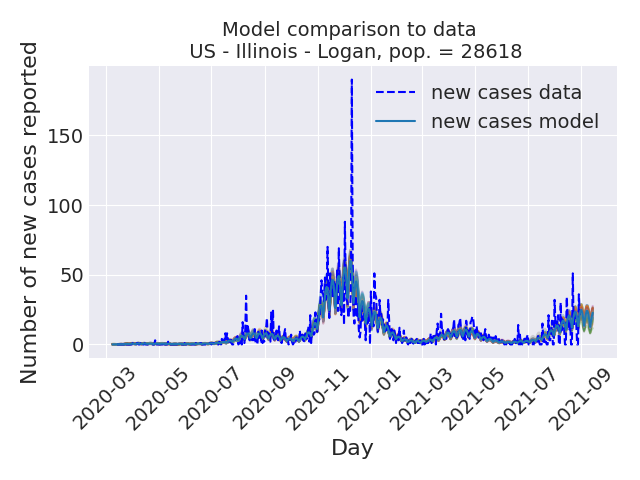 Model comparison to data
US - Illinois - Logan, pop. = 28618
Number of new cases reported
150
100
50
0
new cases data
new cases model
2020-03
2020-05
2020-07
2020-09
2020-11
2021-01
2021-03
2021-05
2021-07
2021-09
Day